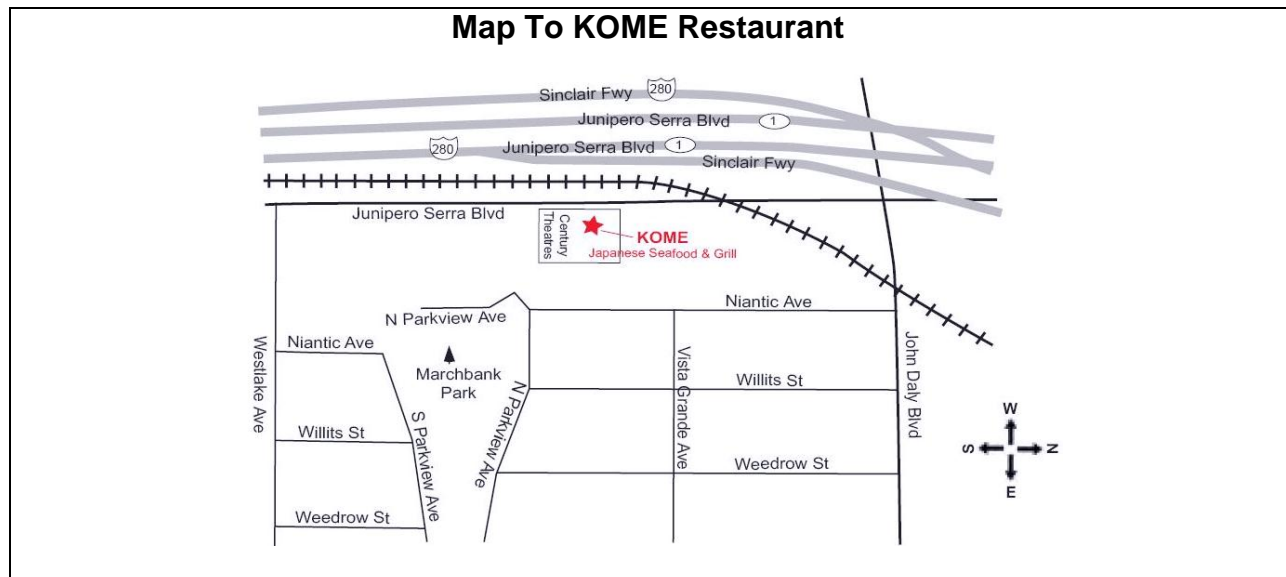 Map To KOME Restaurant
Sinclair Fwy
280
Junipero Serra Blvd
1
280
Junipero Serra Blvd
1
Sinclair Fwy
Junipero Serra Blvd
Century
Theatres
KOME
Japanese Seafood & Grill
Niantic Ave
N Parkview Ave
Westlake Ave
Niantic Ave
Marchbank
Park
Vista Grande Ave
John Daly Blvd
Willits St
N Parkview Ave
S Parkview Ave
Willits St
Weedrow St
Weedrow St
W
S
N
E